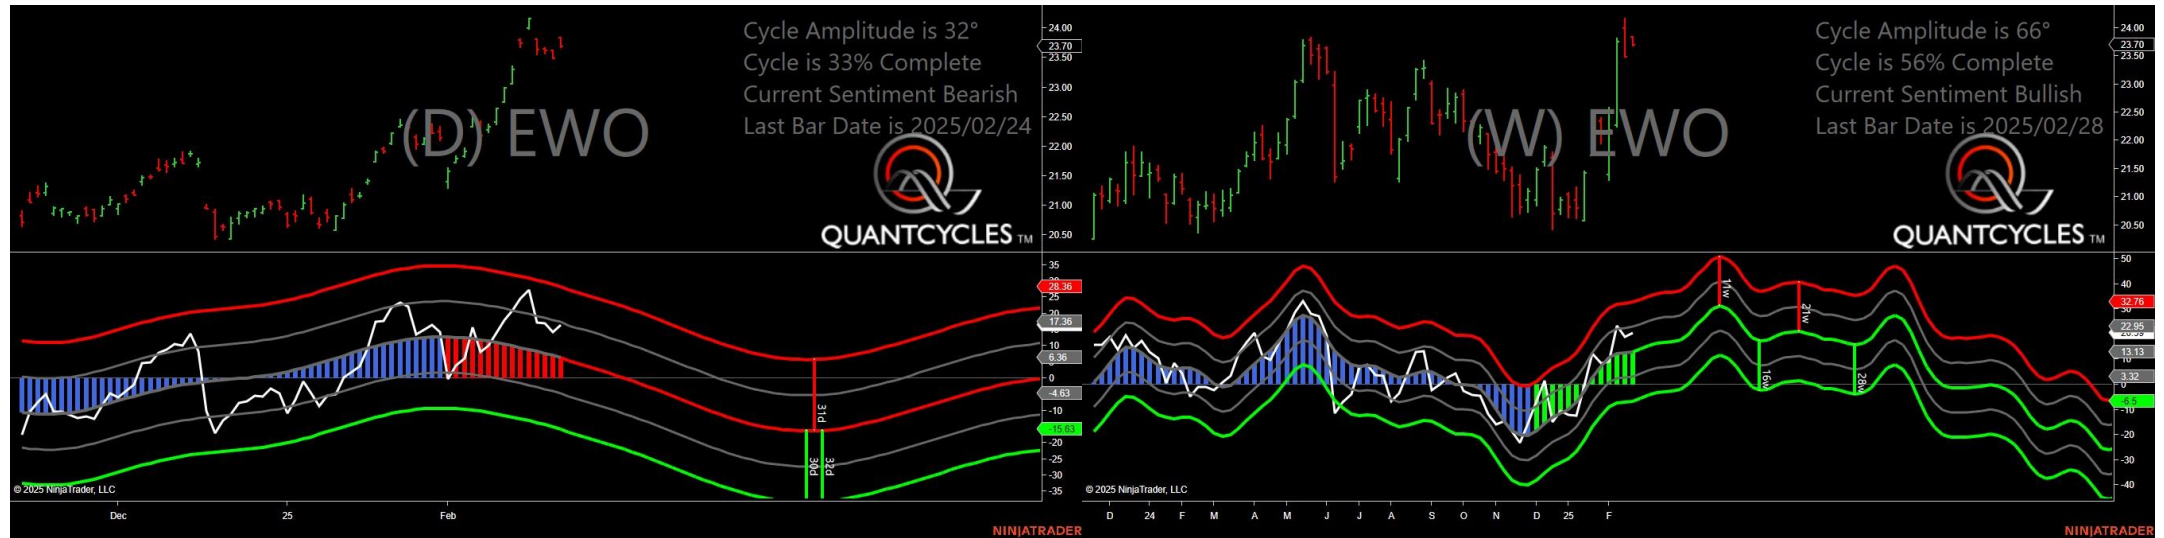 Cycle Amplitude is 32°
Cycle is 33% Complete
Current Sentiment Bearish
Last Bar Date is 2025/02/24
(D) EWO
QUANTCYCLES TM
24.00
23.70
23.50
23.00
22.50
22.00
21.50
21.00
20.50
35
28.36
25
17.36
10
6.36
0
-4.63
-10
-15.63
-20
-25
-30
-35
31d
30d
32d
© 2025 NinjaTrader, LLC
Dec
25
Feb
NINJATRADER
Cycle Amplitude is 66°
Cycle is 56% Complete
Current Sentiment Bullish
Last Bar Date is 2025/02/28
(W) EWO
QUANTCYCLES TM
24.00
23.70
23.50
23.00
22.50
22.00
21.50
21.00
20.50
50
40
32.76
30
22.95
10
13.13
3.32
0
-6.5
-10
-20
-30
-40
11w
21w
16w
28w
© 2025 NinjaTrader, LLC
D 24 F M A M J J A S O N D 25 F
NINJATRADER